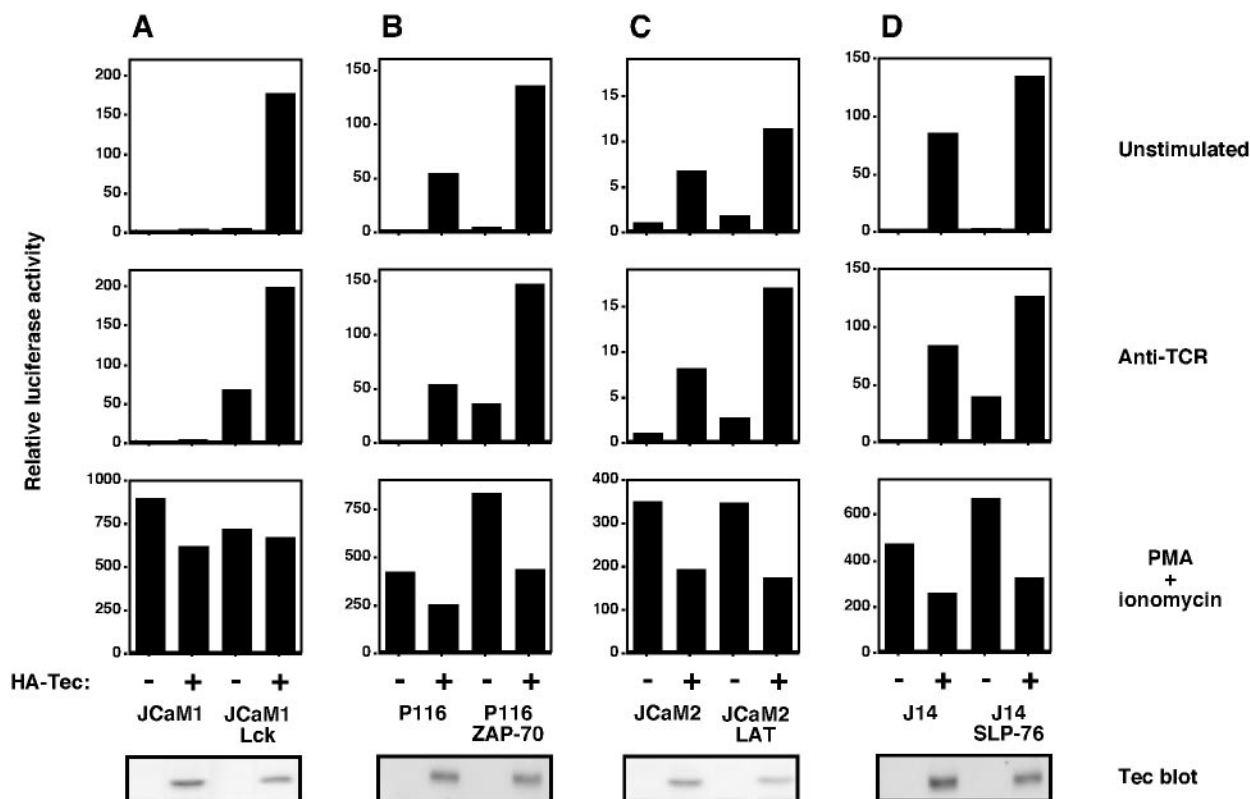 A B C D
200 150 100 50 0
150 100 50 0
15 10 5 0
150 100 50 0
Unstimulated
Relative luciferase activity
200 150 100 50 0
150 100 50 0
15 10 5 0
150 100 50 0
Anti-TCR
1000 750 500 250 0
750 500 250 0
400 300 200 100 0
600 400 200 0
PMA
+
ionomycin
HA-Tec: - + - + - + - + - + - + - + - +
JCaM1 JCaM1 P116 P116 JCaM2 JCaM2 J14 J14
Lck ZAP-70 LAT SLP-76
Tec blot